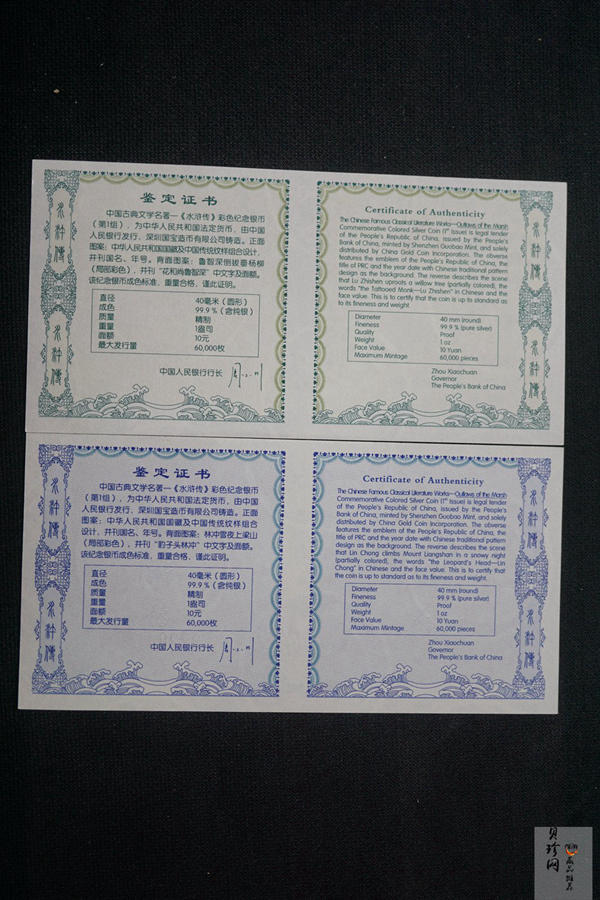 鉴定证书
中国古典文学名著—《水浒传》彩色纪念银币
（第1组），为中华人民共和国法定货币，由中国
人民银行发行，深圳国宝造币有限公司铸造。正面
图案：中华人民共和国国徽及中国传统纹样组合设计，
并刊国名、年号。背面图案：鲁智深倒拔垂杨柳
（局部彩色），并刊“花和尚鲁智深”中文字及面额。
该纪念银币成色标准，重量合格，谨此证明。
直径 40毫米（圆形）
成色 99.9%（含纯银）
质量 精制
重量 1盎司
面额 10元
最大发行量 60,000枚
中国人民银行行长
水浒传
水浒传
Certificate of Authenticity
The Chinese Famous Classical Literature Works—Outlaws of the Marsh
Commemorative Colored Silver Coin (1st Issue) is legal tender
of the People's Republic of China, issued by the People's
Bank of China, minted by Shenzhen Guobao Mint, and solely
distributed by China Gold Coin Incorporation. The obverse
features the emblem of the People's Republic of China, the
title of PRC and the year date with Chinese traditional pattern
design as the background. The reverse describes the scene
that Lu Zhishen uproots a willow tree (partially colored), the
words "the Tattooed Monk—Lu Zhishen" in Chinese and the
face value. This is to certify that the coin is up to standard as
to its fineness and weight.
Diameter 40 mm (round)
Fineness 99.9 % (pure silver)
Quality Proof
Weight 1 oz
Face Value 10 Yuan
Maximum Mintage 60,000 pieces
Zhou Xiaochuan
Governor
The People's Bank of China
水浒传
水浒传
鉴定证书
中国古典文学名著—《水浒传》彩色纪念银币
（第1组），为中华人民共和国法定货币，由中国
人民银行发行，深圳国宝造币有限公司铸造。正面
图案：中华人民共和国国徽及中国传统纹样组合
设计，并刊国名、年号。背面图案：林冲雪夜上梁山
（局部彩色），并刊“豹子头林冲”中文字及面额。
该纪念银币成色标准，重量合格，谨此证明。
直径 40毫米（圆形）
成色 99.9%（含纯银）
质量 精制
重量 1盎司
面额 10元
最大发行量 60,000枚
中国人民银行行长
水浒传
水浒传
Certificate of Authenticity
The Chinese Famous Classical Literature Works—Outlaws of the Marsh
Commemorative Colored Silver Coin (1st Issue) is legal tender
of the People's Republic of China, issued by the People's
Bank of China, minted by Shenzhen Guobao Mint, and solely
distributed by China Gold Coin Incorporation. The obverse
features the emblem of the People's Republic of China, the
title of PRC and the year date with Chinese traditional pattern
design as the background. The reverse describes the scene
that Lin Chong climbs Mount Liangshan in a snowy night
(partially colored), the words "the Leopard's Head—Lin
Chong" in Chinese and the face value. This is to certify that
the coin is up to standard as to its fineness and weight.
Diameter 40 mm (round)
Fineness 99.9 % (pure silver)
Quality Proof
Weight 1 oz
Face Value 10 Yuan
Maximum Mintage 60,000 pieces
Zhou Xiaochuan
Governor
The People's Bank of China
水浒传
水浒传
贝珍网
藏品推荐